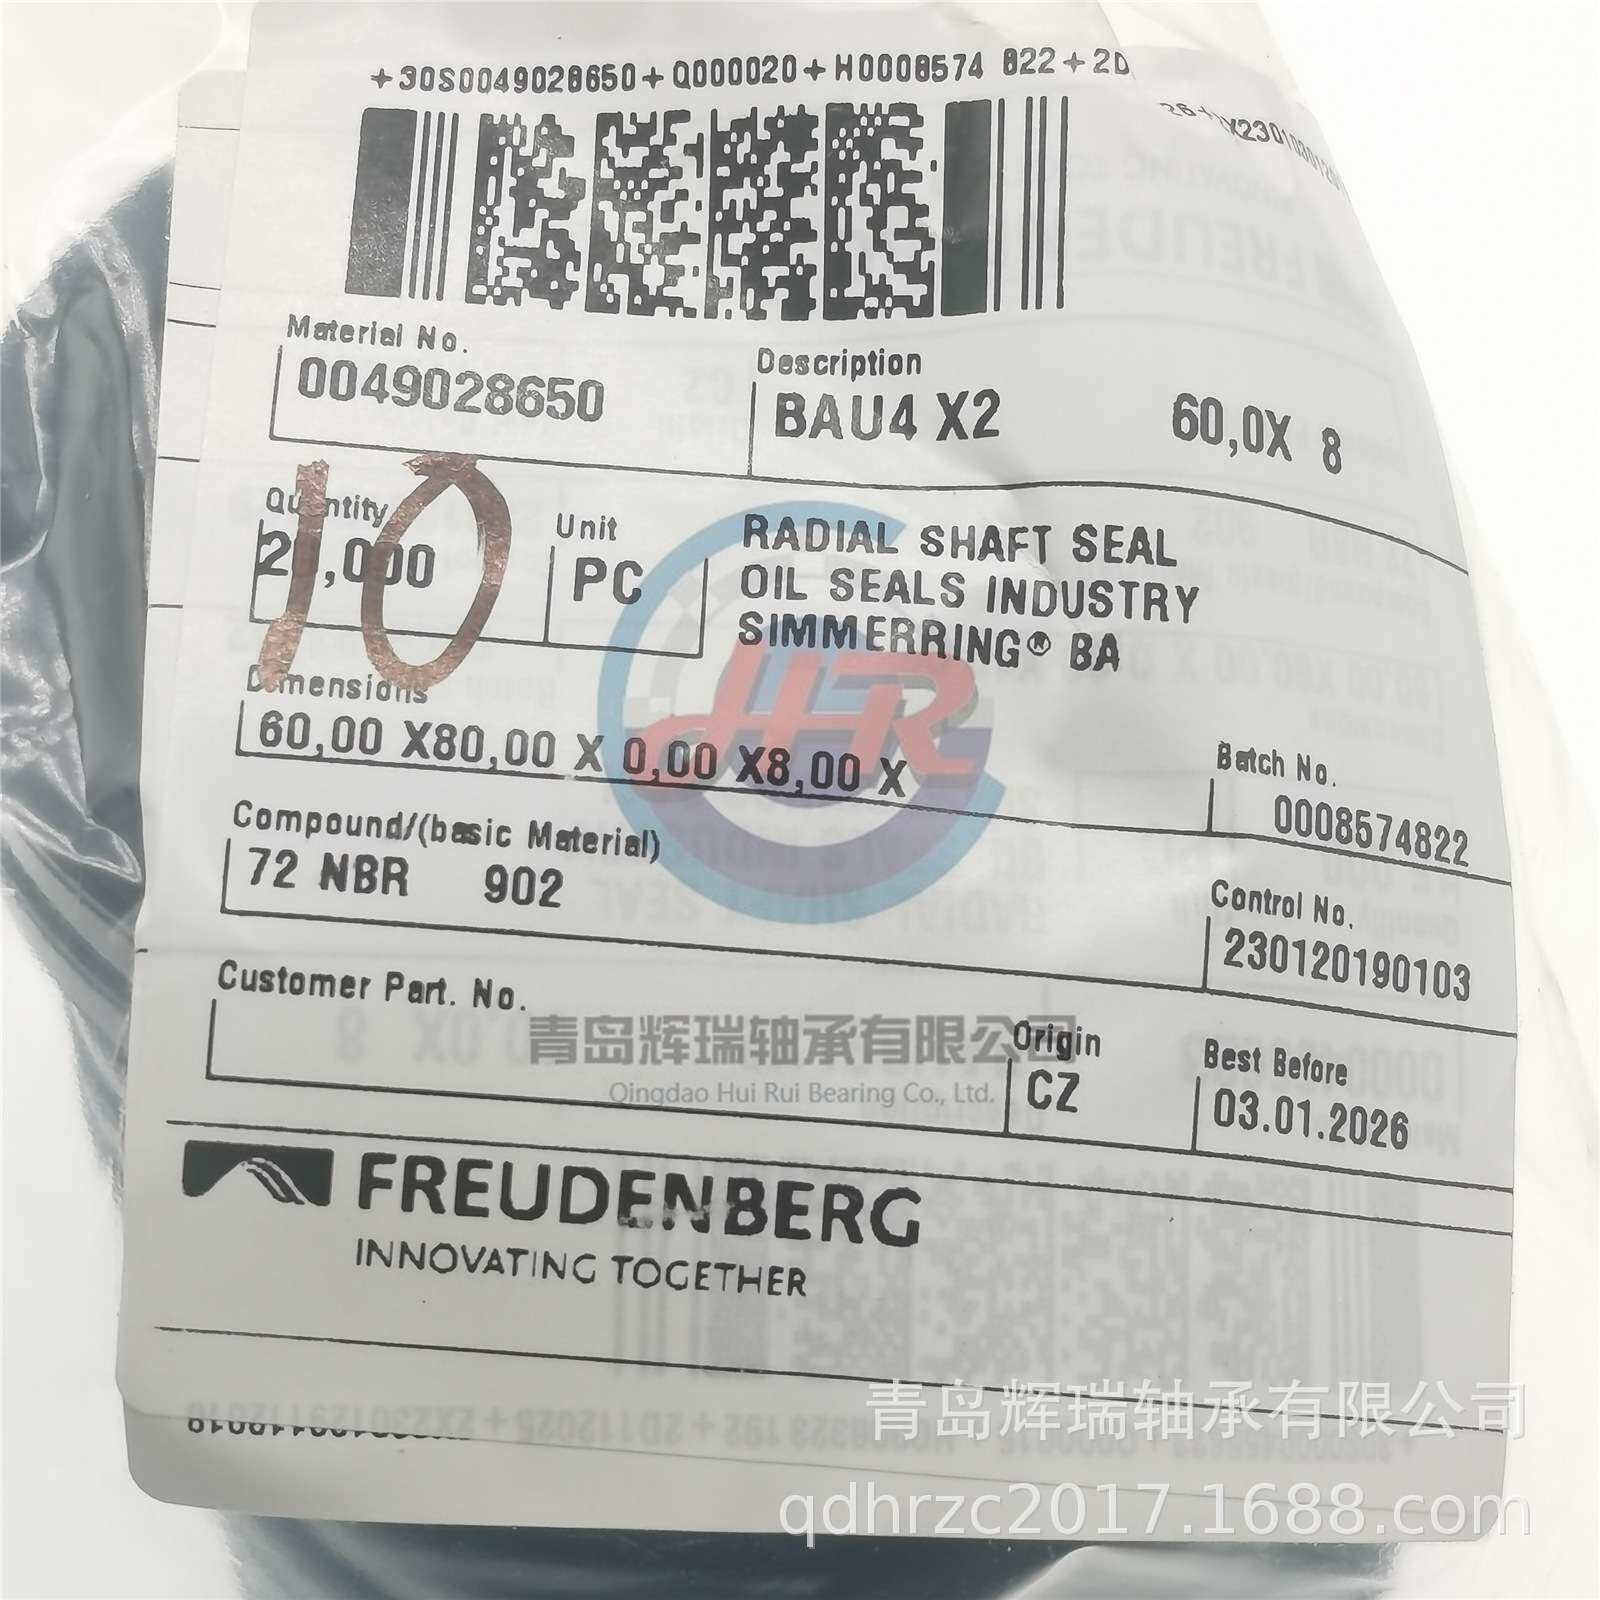 +30S0049028650+Q000020+H0008574 822+2D
Material No.
0049028650
Description
BAU4 X2 60,0X 8
10
Quantity
20,000
Unit
PC
RADIAL SHAFT SEAL
OIL SEALS INDUSTRY
SIMMERRING® BA
HR
Dimensions
60,00 X80,00 X 0,00 X8,00 X
Batch No.
0008574822
Compound/(basic Material)
72 NBR 902
Control No.
230120190103
Customer Part. No.
青岛辉瑞轴承有限公司
Qingdao Hui Rui Bearing Co., Ltd.
Origin
CZ
Best Before
03.01.2026
FREUDENBERG
INNOVATING TOGETHER
青岛辉瑞轴承有限公司
qdhrzc2017.1688.com